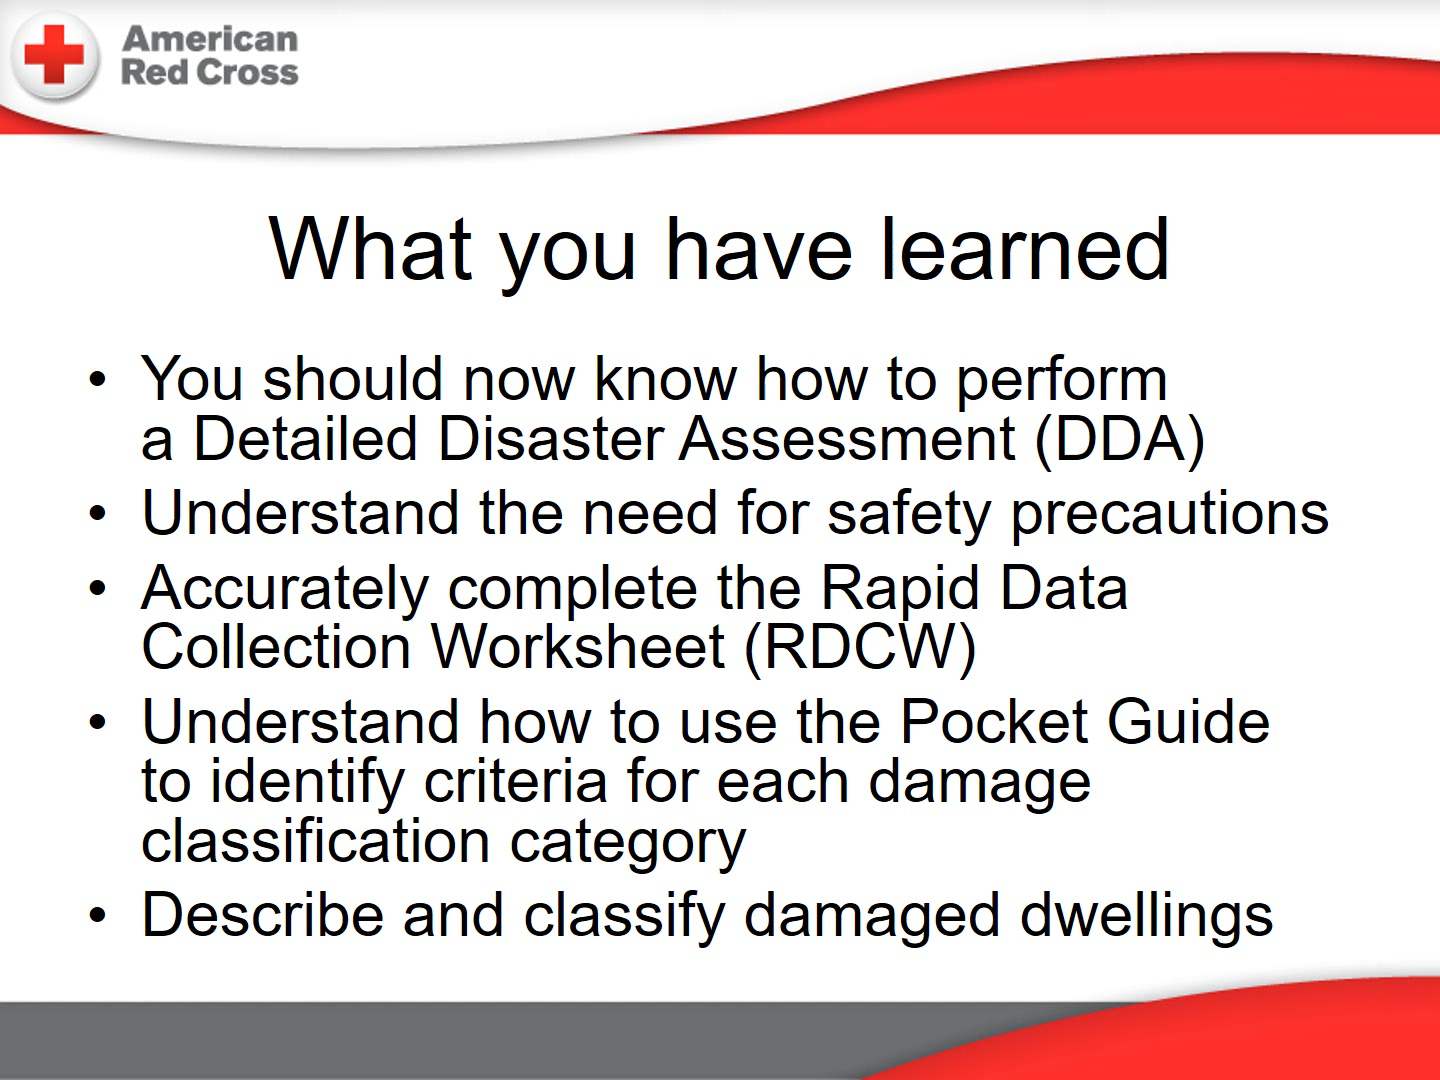 American
Red Cross
What you have learned
• You should now know how to perform
a Detailed Disaster Assessment (DDA)
• Understand the need for safety precautions
• Accurately complete the Rapid Data
Collection Worksheet (RDCW)
• Understand how to use the Pocket Guide
to identify criteria for each damage
classification category
• Describe and classify damaged dwellings